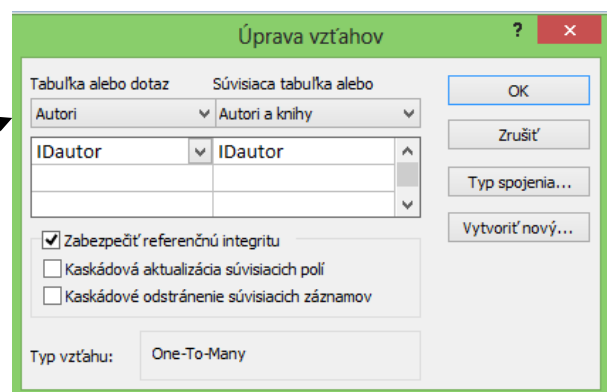 Úprava vzťahov
?
×
Tabuľka alebo dotaz Súvisiaca tabuľka alebo
Autori Autori a knihy
IDautor IDautor
Zabezpečiť referenčnú integritu
Kaskádová aktualizácia súvisiacich polí
Kaskádové odstránenie súvisiacich záznamov
Typ vzťahu: One-To-Many
OK
Zrušiť
Typ spojenia...
Vytvoriť nový...